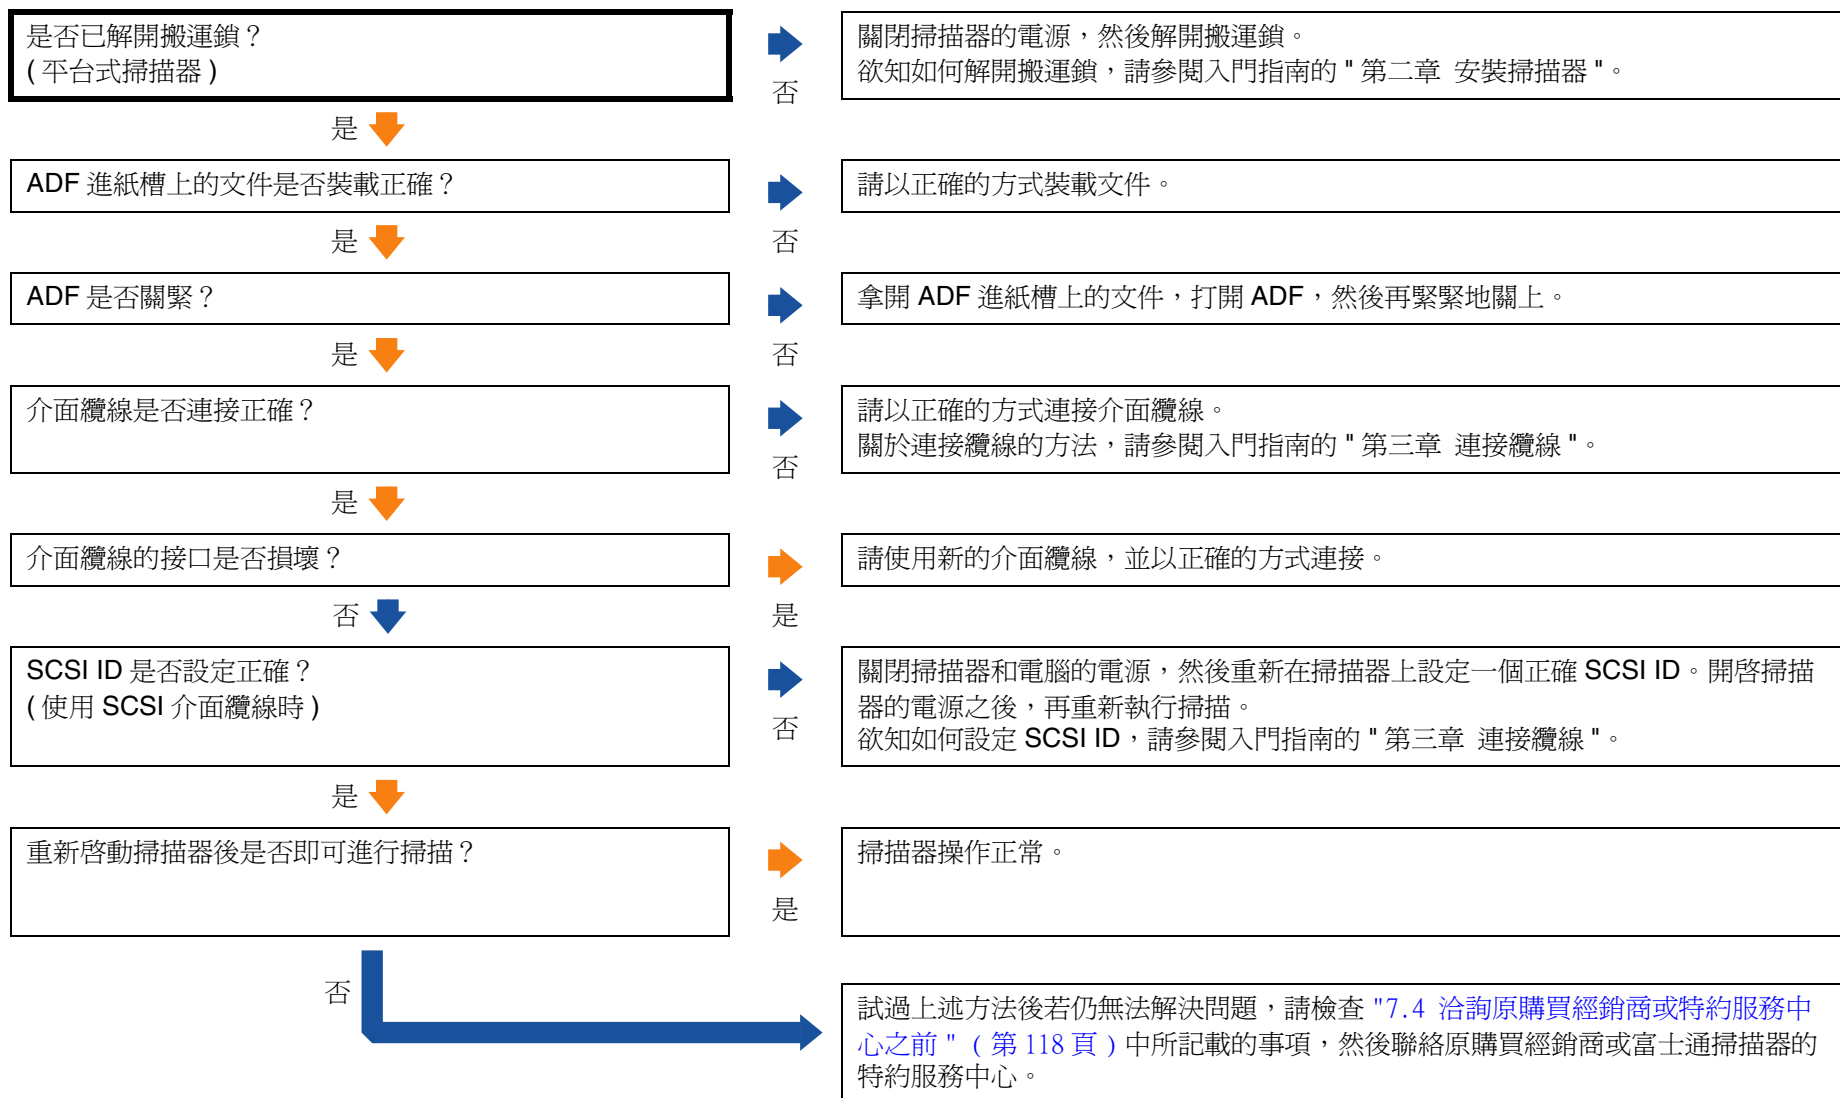 是否已解開搬運鎖？
( 平台式掃描器 )
否
關閉掃描器的電源，然後解開搬運鎖。
欲知如何解開搬運鎖，請參閱入門指南的 " 第二章 安裝掃描器 "。
是
ADF 進紙槽上的文件是否裝載正確？
否
請以正確的方式裝載文件。
是
ADF 是否關緊？
否
拿開 ADF 進紙槽上的文件，打開 ADF，然後再緊緊地關上。
是
介面纜線是否連接正確？
否
請以正確的方式連接介面纜線。
關於連接纜線的方法，請參閱入門指南的 " 第三章 連接纜線 "。
是
介面纜線的接口是否損壞？
是
請使用新的介面纜線，並以正確的方式連接。
否
SCSI ID 是否設定正確？
( 使用 SCSI 介面纜線時 )
否
關閉掃描器和電腦的電源，然後重新在掃描器上設定一個正確 SCSI ID。開啓掃描
器的電源之後，再重新執行掃描。
欲知如何設定 SCSI ID，請參閱入門指南的 " 第三章 連接纜線 "。
是
重新啓動掃描器後是否即可進行掃描？
是
掃描器操作正常。
否
試過上述方法後若仍無法解決問題，請檢查 "7.4 洽詢原購買經銷商或特約服務中
心之前 " ( 第 118 頁 ) 中所記載的事項，然後聯絡原購買經銷商或富士通掃描器的
特約服務中心。